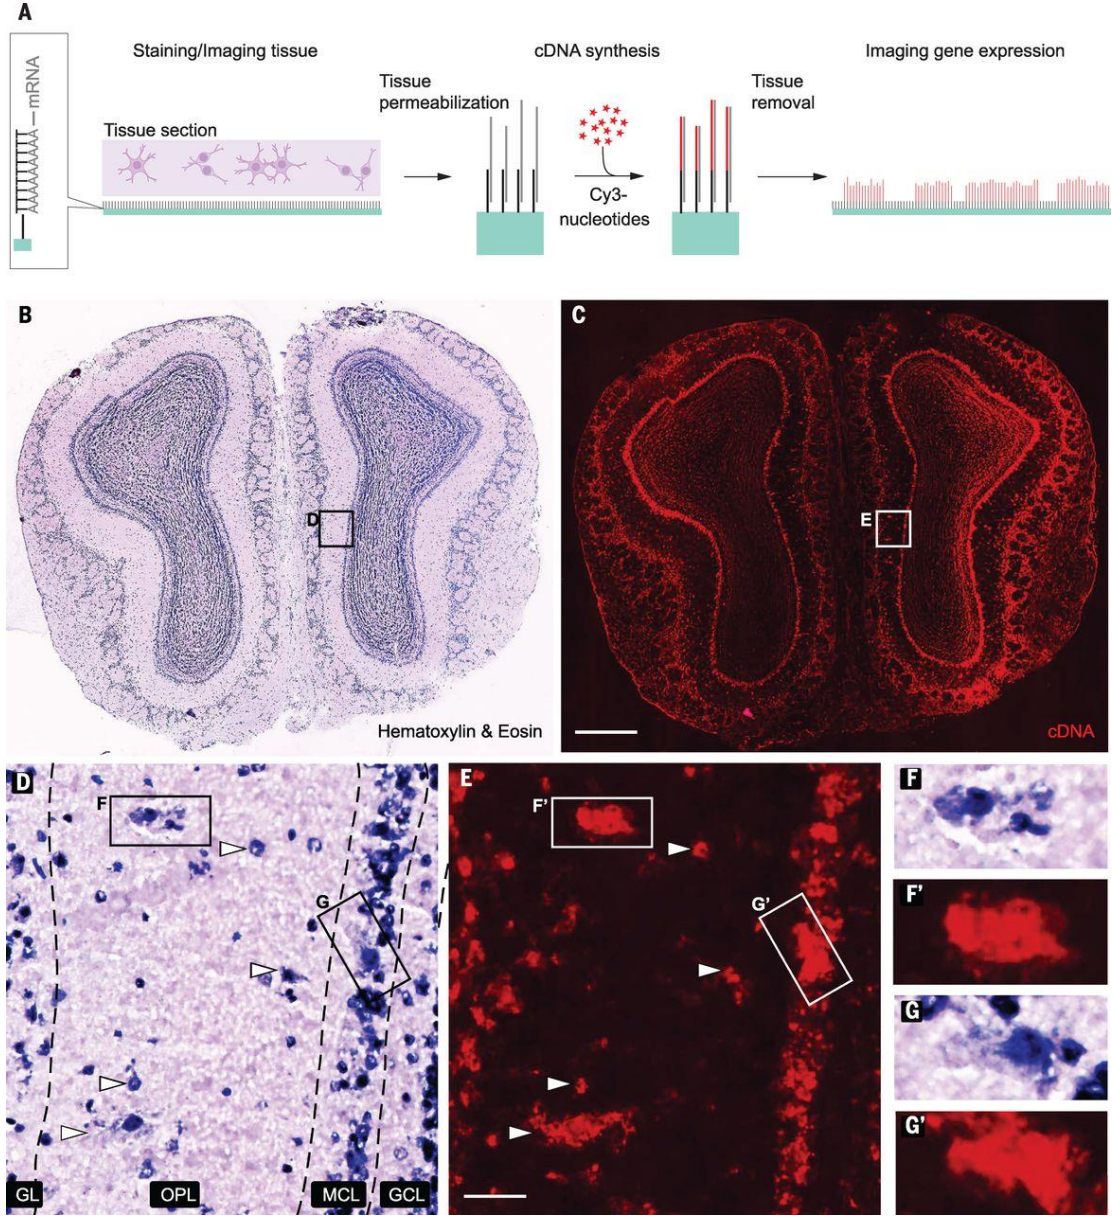 A
Staining/Imaging tissue
cDNA synthesis
Imaging gene expression
AAAAAAAAA — mRNA
Tissue section
Tissue
permeabilization
Cy3-
nucleotides
Tissue
removal
B
D
Hematoxylin & Eosin
C
E
cDNA
D
F
G
GL
OPL
MCL
GCL
E
F'
G'
F
F'
G
G'